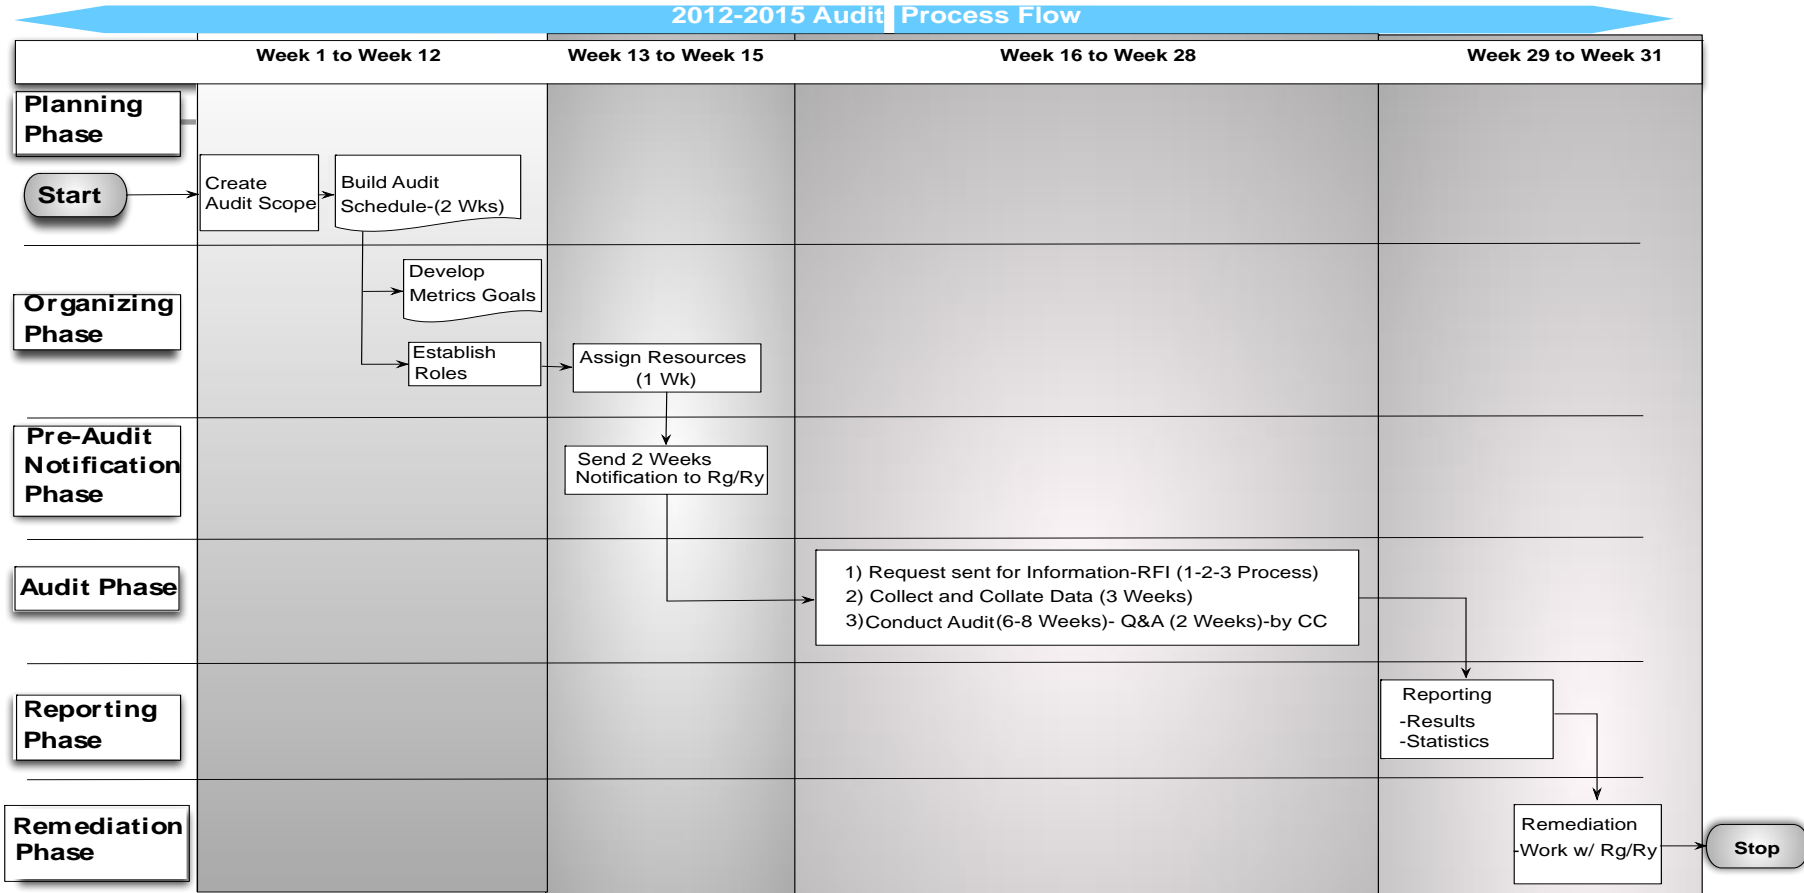 2012-2015 Audit Process Flow
Week 1 to Week 12
Week 13 to Week 15
Week 16 to Week 28
Week 29 to Week 31
Planning
Phase
Start
Create
Audit Scope
Build Audit
Schedule-(2 Wks)
Organizing
Phase
Develop
Metrics Goals
Establish
Roles
Assign Resources
(1 Wk)
Pre-Audit
Notification
Phase
Send 2 Weeks
Notification to Rg/Ry
Audit Phase
1) Request sent for Information-RFI (1-2-3 Process)
2) Collect and Collate Data (3 Weeks)
3)Conduct Audit(6-8 Weeks)- Q&A (2 Weeks)-by CC
Reporting
Phase
Reporting
-Results
-Statistics
Remediation
Phase
Remediation
-Work w/ Rg/Ry
Stop